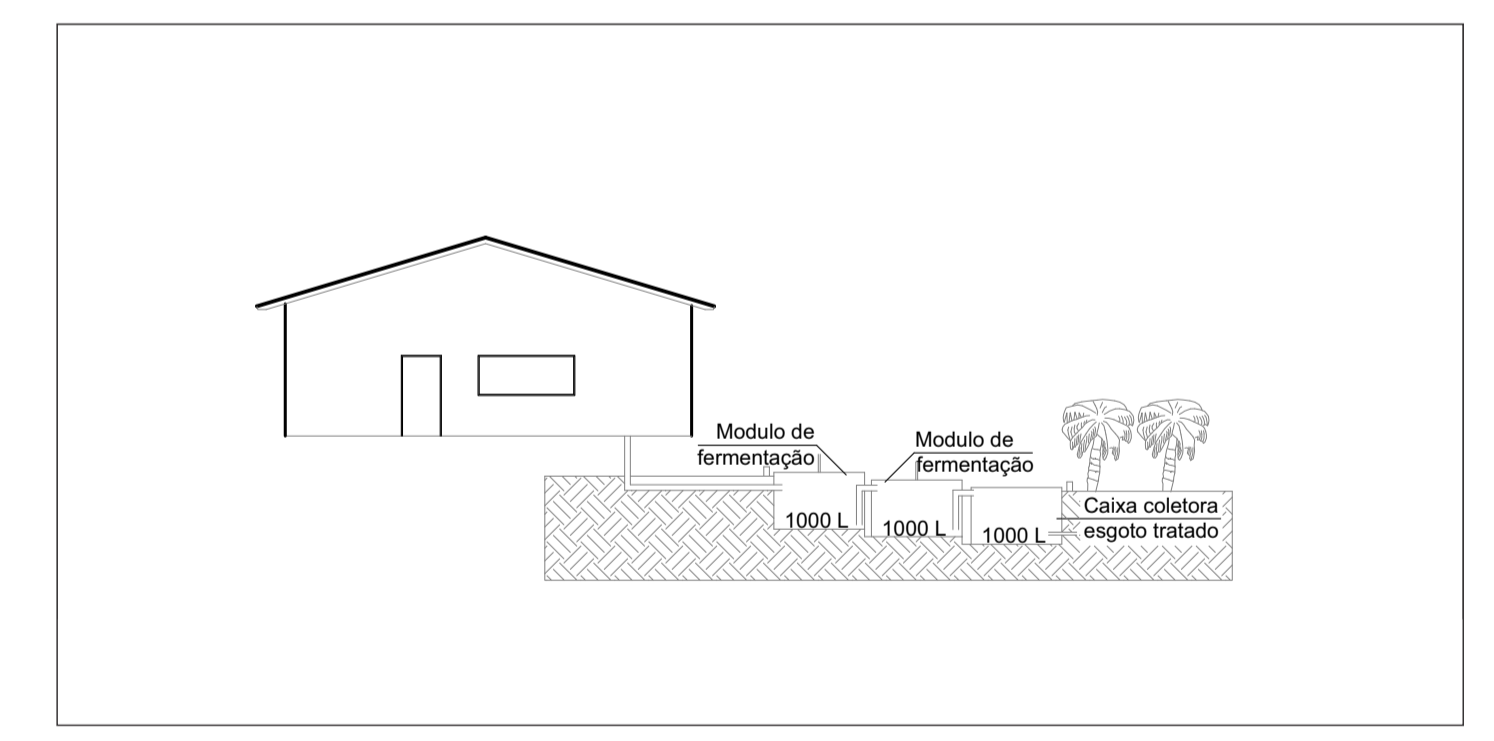 Modulo de
fermentação
Modulo de
fermentação
1000 L
1000 L
1000 L
Caixa coletora
esgoto tratado